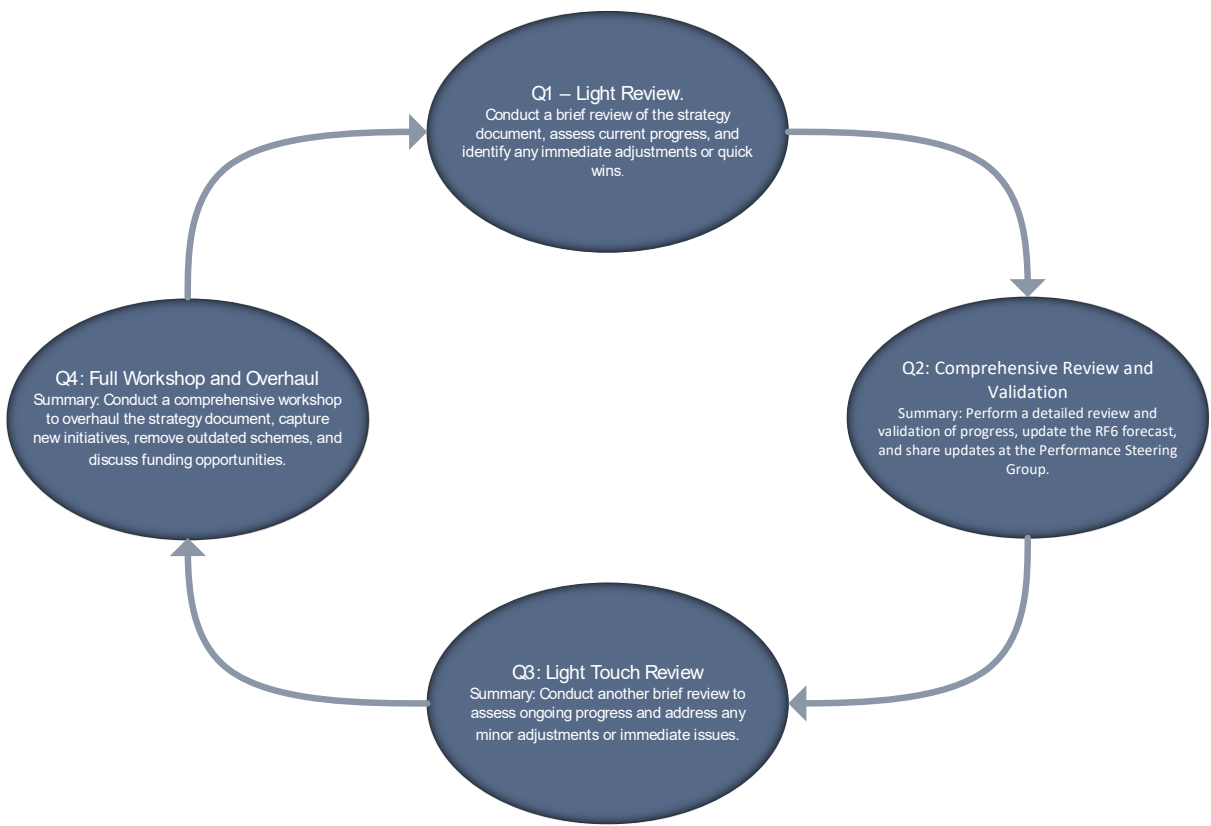 Q1 – Light Review.
Conduct a brief review of the strategy
document, assess current progress, and
identify any immediate adjustments or quick
wins.
Q2: Comprehensive Review and
Validation
Summary: Perform a detailed review and
validation of progress, update the RF6 forecast,
and share updates at the Performance Steering
Group.
Q3: Light Touch Review
Summary: Conduct another brief review to
assess ongoing progress and address any
minor adjustments or immediate issues.
Q4: Full Workshop and Overhaul
Summary: Conduct a comprehensive workshop
to overhaul the strategy document, capture
new initiatives, remove outdated schemes, and
discuss funding opportunities.